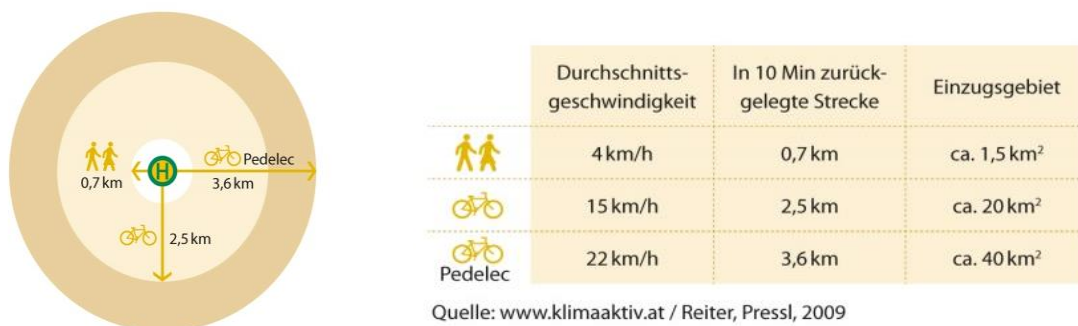 H
Pedelec
0,7 km
3,6 km
2,5 km
Durchschnitts-
geschwindigkeit
In 10 Min zurück-
gelegte Strecke
Einzugsgebiet
4 km/h
0,7 km
ca. 1,5 km²
15 km/h
2,5 km
ca. 20 km²
Pedelec
22 km/h
3,6 km
ca. 40 km²
Quelle: www.klimaaktiv.at / Reiter, Pressl, 2009